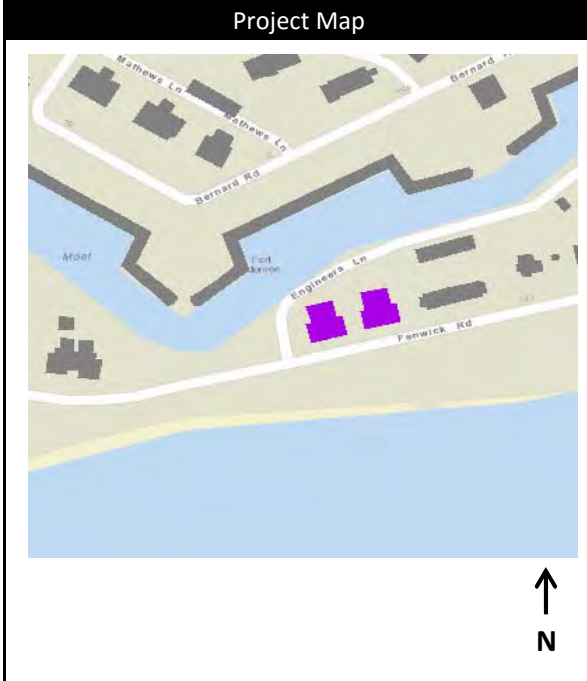 Project Map
Mathews Ln
Mathews Ln
Bernard
Bernard Rd
Moat
Fort
Monroe
Engineers Ln
Fenwick Rd
N